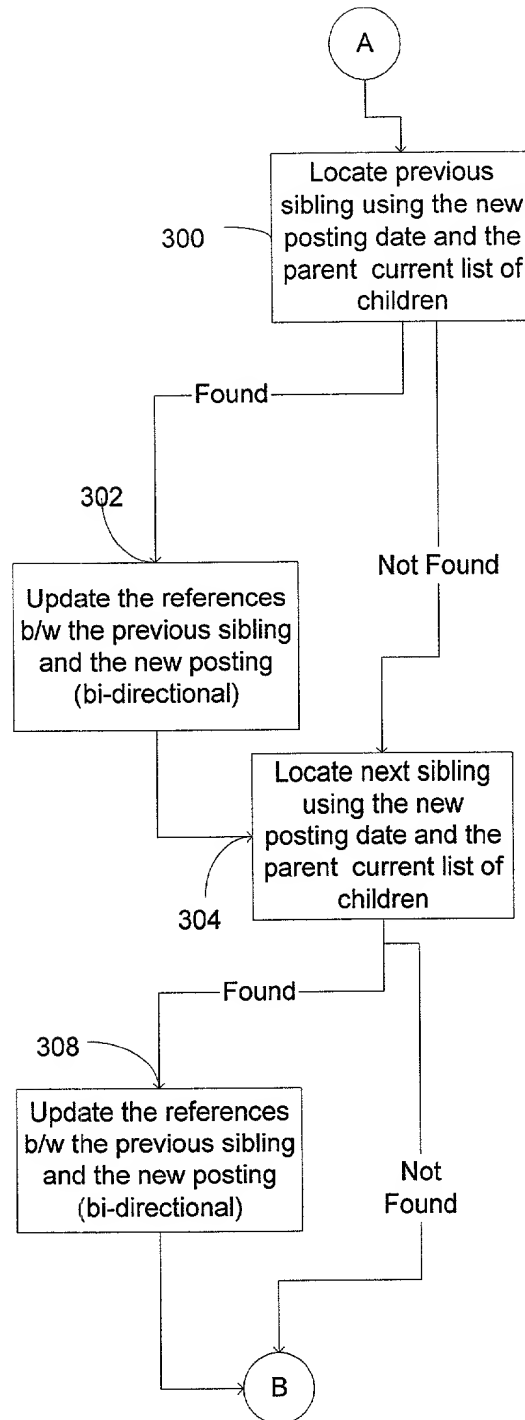 A
Locate previous
sibling using the new
posting date and the
parent current list of
children
300
Found
302
Not Found
Update the references
b/w the previous sibling
and the new posting
(bi-directional)
Locate next sibling
using the new
posting date and the
parent current list of
children
304
Found
308
Update the references
b/w the previous sibling
and the new posting
(bi-directional)
Not
Found
B